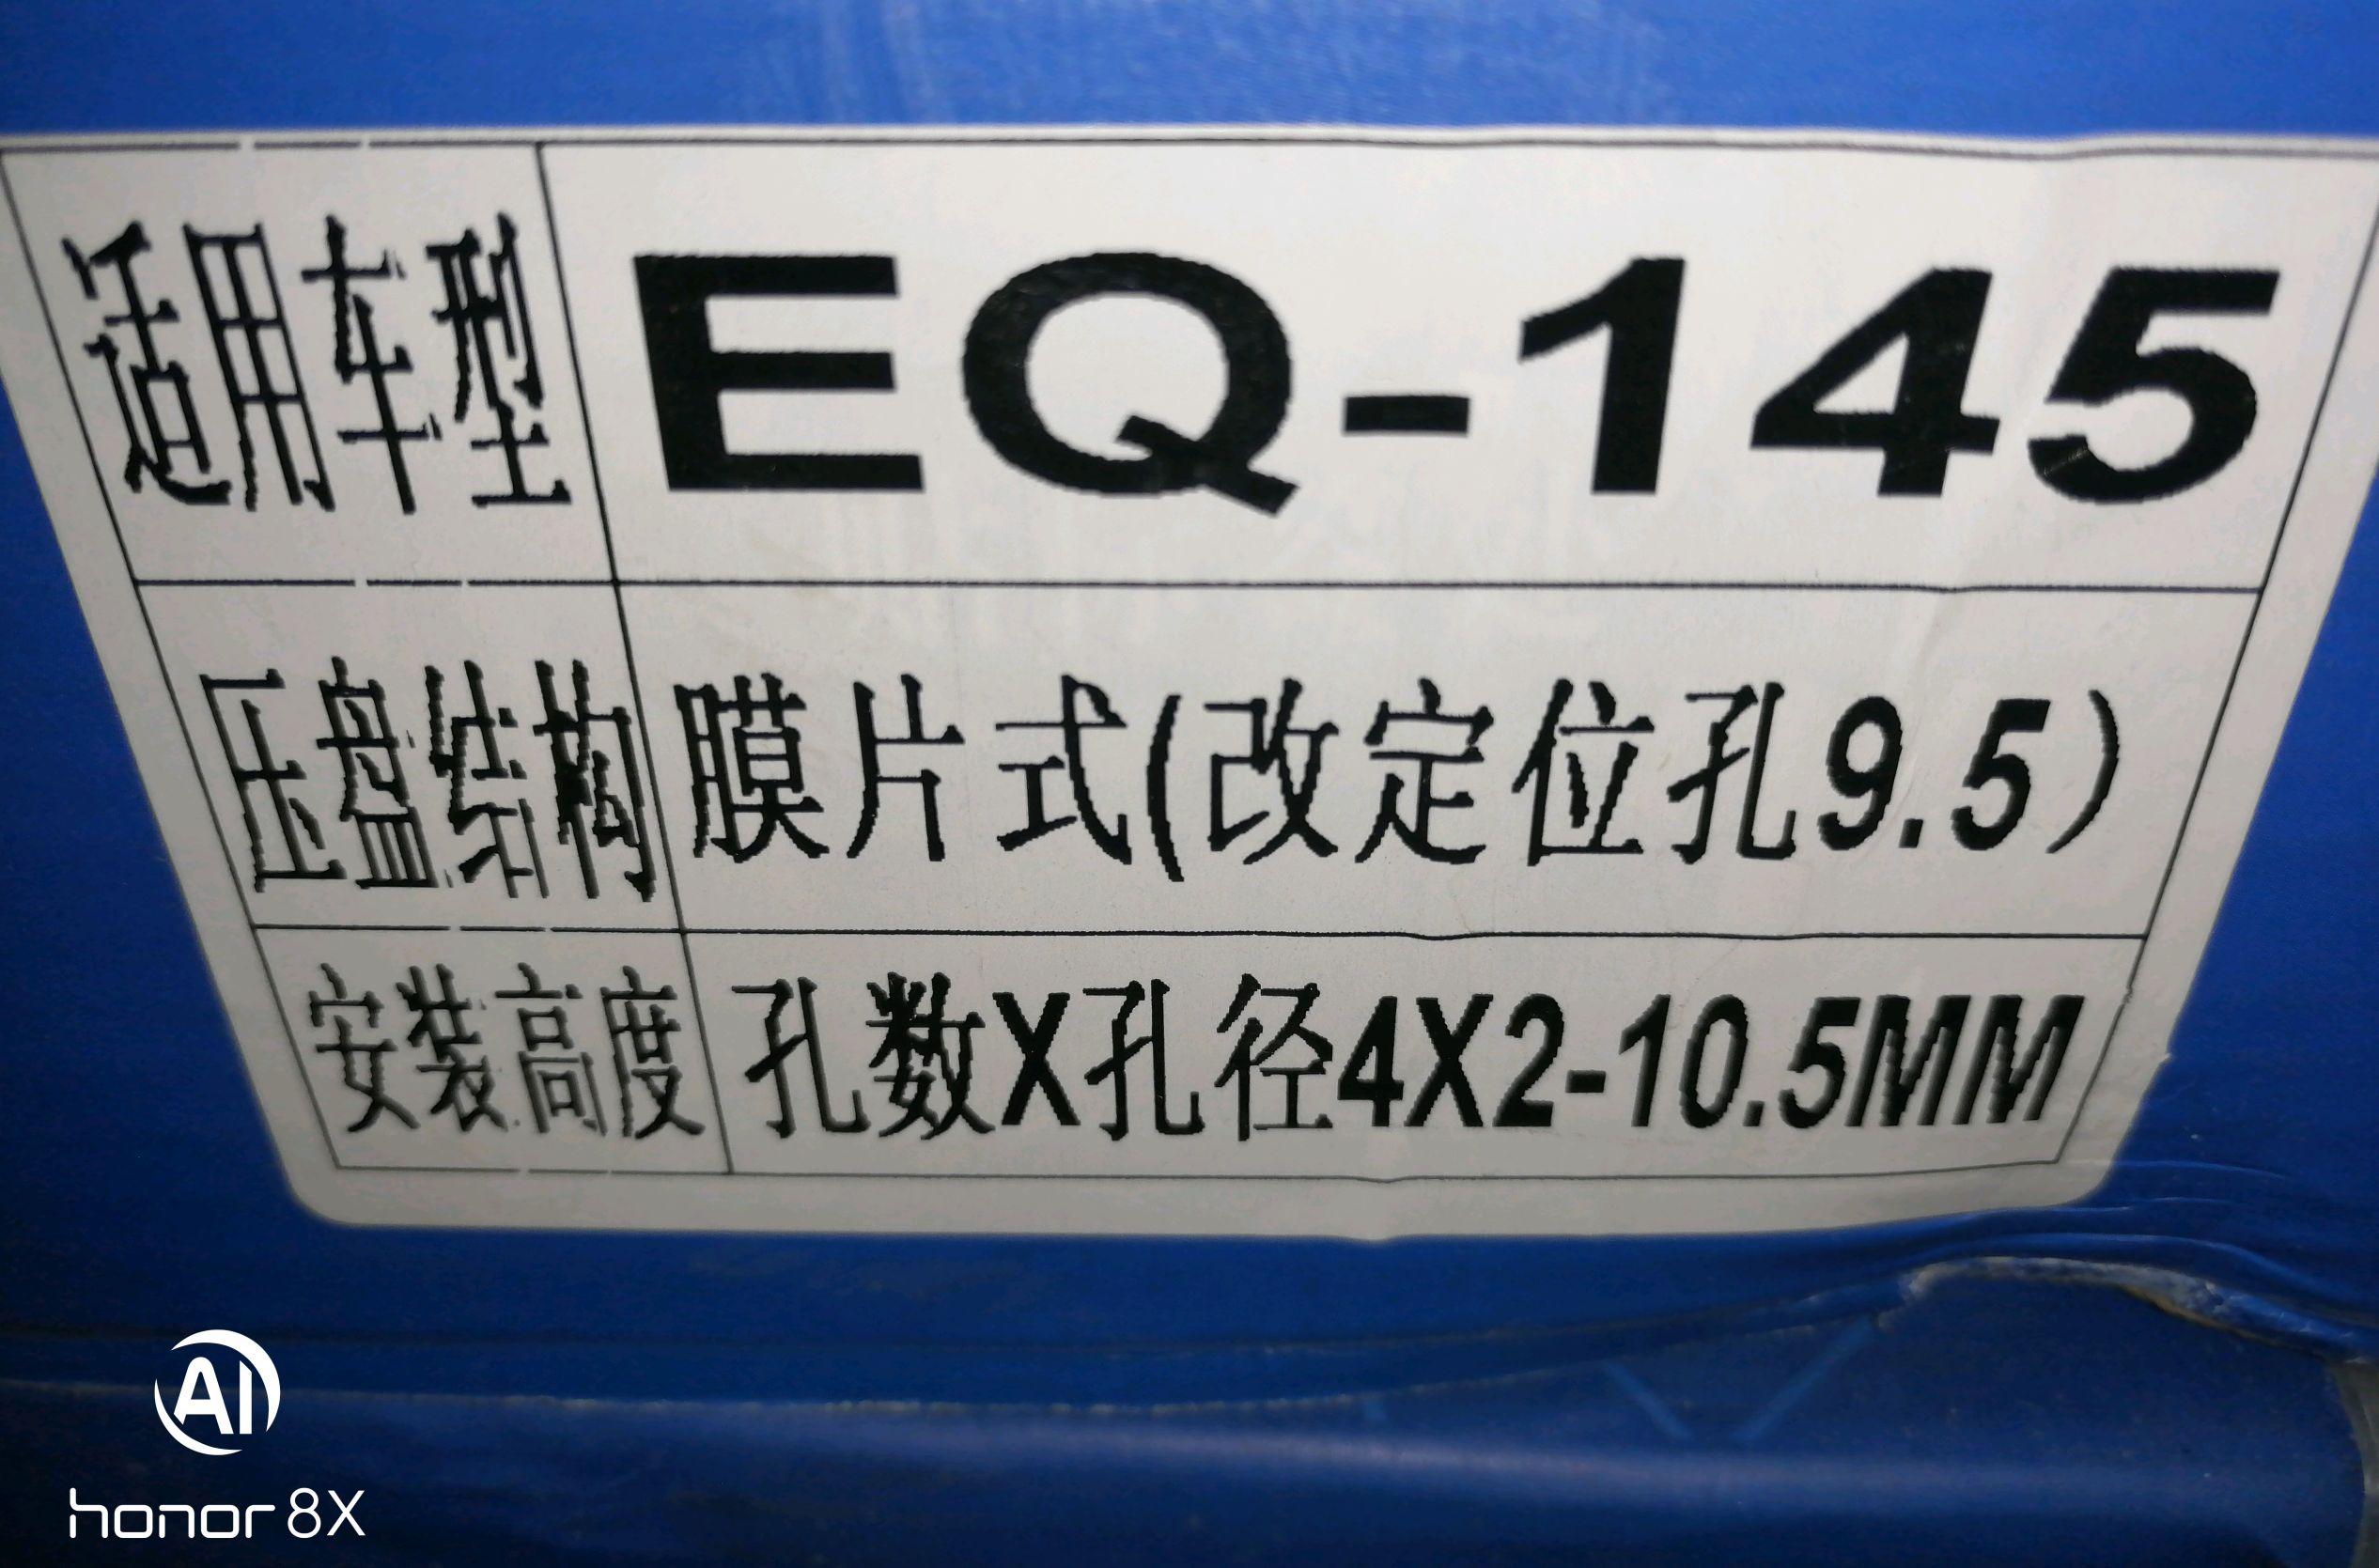 适用车型 EQ-145
压盘结构 膜片式(改定位孔9.5)
安装高度 孔数X孔径4X2-10.5MM
AI
honor 8X